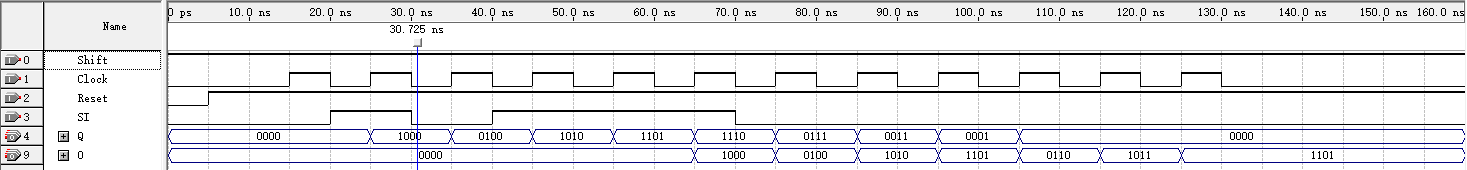 0 ps 10.0 ns 20.0 ns 30.0 ns 40.0 ns 50.0 ns 60.0 ns 70.0 ns 80.0 ns 90.0 ns 100.0 ns 110.0 ns 120.0 ns 130.0 ns 140.0 ns 150.0 ns 160.0 ns
Name
30.725 ns
0 Shift
1 Clock
2 Reset
3 SI
4 Q 0000 1000 0100 1010 1101 1110 0111 0011 0001 0000
9 O 0000 1000 0100 1010 1101 0110 1011 1101